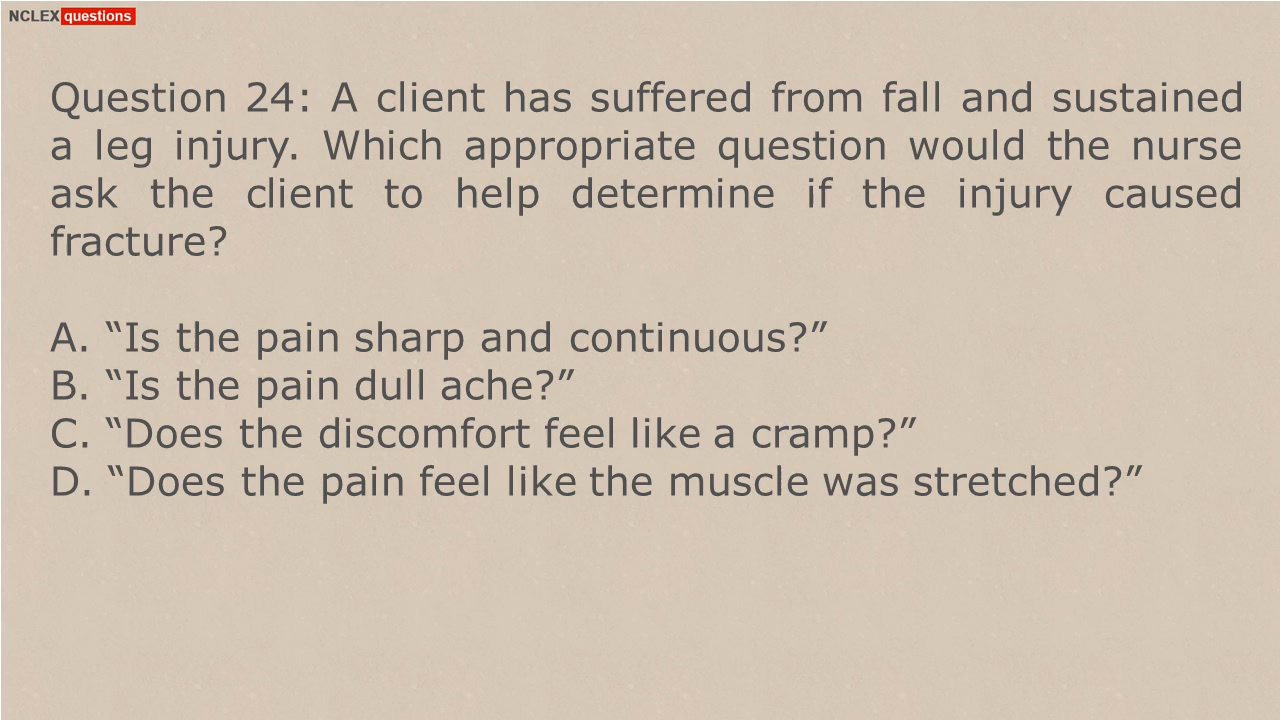 NCLEX questions
Question 24: A client has suffered from fall and sustained
a leg injury. Which appropriate question would the nurse
ask the client to help determine if the injury caused
fracture?
A. “Is the pain sharp and continuous?”
B. “Is the pain dull ache?”
C. “Does the discomfort feel like a cramp?”
D. “Does the pain feel like the muscle was stretched?”